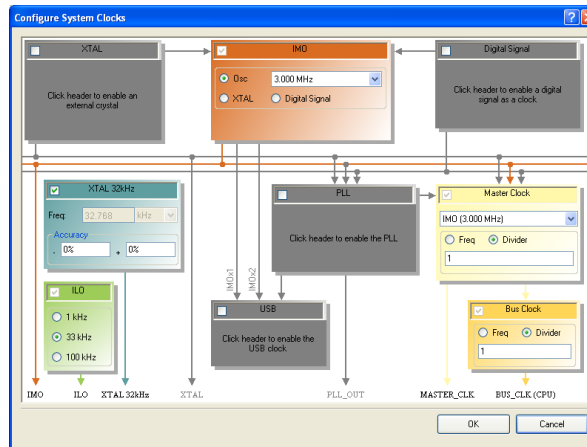 Configure System Clocks
XTAL
Click header to enable an
external crystal
IMO
Osc
3.000 MHz
XTAL
Digital Signal
Digital Signal
Click header to enable a digital
signal as a clock
XTAL 32kHz
Freq:
32.768
kHz
Accuracy
- 0%
+ 0%
PLL
Click header to enable the PLL
Master Clock
IMO (3.000 MHz)
Freq
Divider
1
ILO
1 kHz
33 kHz
100 kHz
IMOx1
IMOx2
USB
Click header to enable the
USB clock
Bus Clock
Freq
Divider
1
IMO
ILO
XTAL 32kHz
XTAL
PLL_OUT
MASTER_CLK
BUS_CLK (CPU)
OK
Cancel